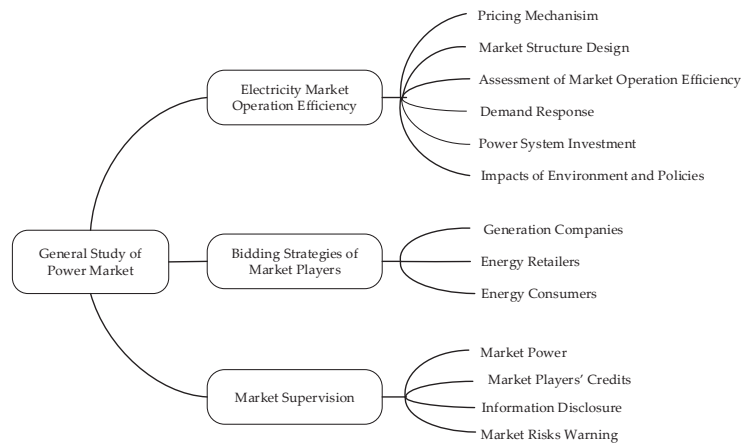 General Study of
Power Market
Electricity Market
Operation Efficiency
Pricing Mechanisim
Market Structure Design
Assessment of Market Operation Efficiency
Demand Response
Power System Investment
Impacts of Environment and Policies
Bidding Strategies of
Market Players
Generation Companies
Energy Retailers
Energy Consumers
Market Supervision
Market Power
Market Players’ Credits
Information Disclosure
Market Risks Warning